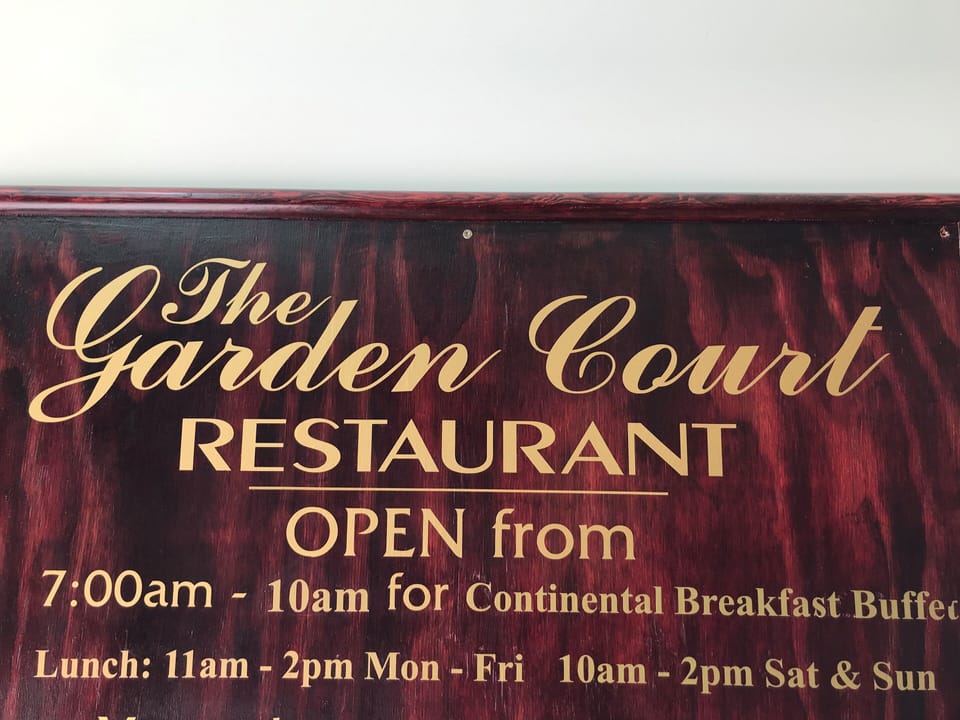 The
Garden Court
RESTAURANT
OPEN from
7:00am - 10am for Continental Breakfast
Lunch: 11am - 2pm Mon - Fri 10am - 2pm Sat & Sun